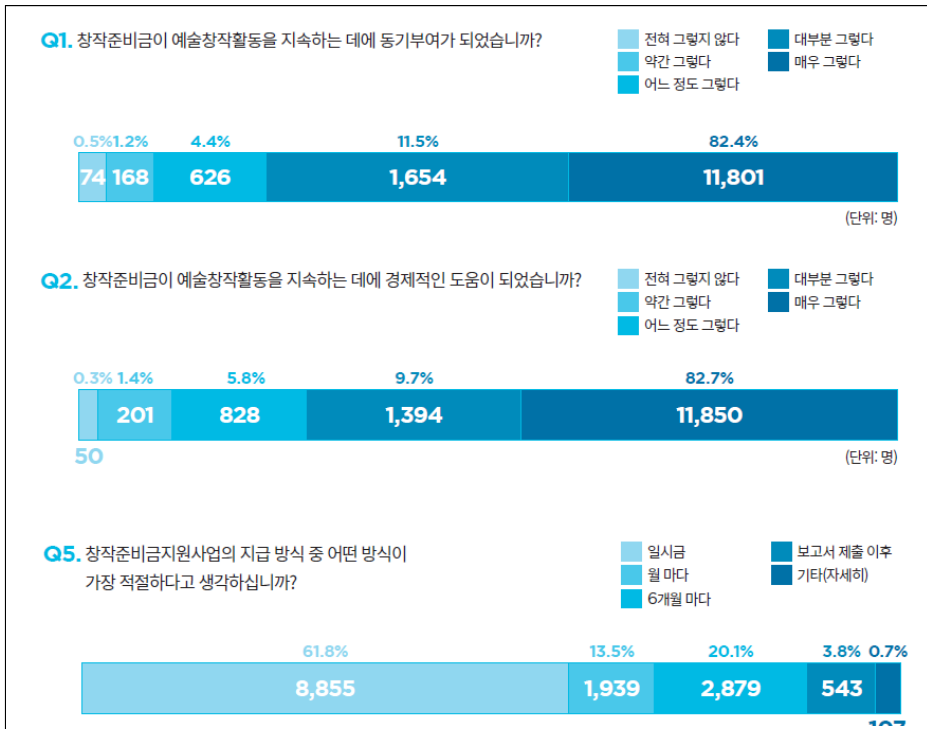 Q1. 창작준비금이 예술창작활동을 지속하는 데에 동기부여가 되었습니까?
전혀 그렇지 않다
대부분 그렇다
약간 그렇다
매우 그렇다
어느 정도 그렇다
0.5% 1.2% 4.4% 11.5% 82.4%
74 168 626 1,654 11,801
(단위: 명)
Q2. 창작준비금이 예술창작활동을 지속하는 데에 경제적인 도움이 되었습니까?
전혀 그렇지 않다
대부분 그렇다
약간 그렇다
매우 그렇다
어느 정도 그렇다
0.3% 1.4% 5.8% 9.7% 82.7%
201 828 1,394 11,850
50
(단위: 명)
Q5. 창작준비금지원사업의 지급 방식 중 어떤 방식이
가장 적절하다고 생각하십니까?
일시금
보고서 제출 이후
월 마다
기타(자세히)
6개월 마다
61.8% 13.5% 20.1% 3.8% 0.7%
8,855 1,939 2,879 543